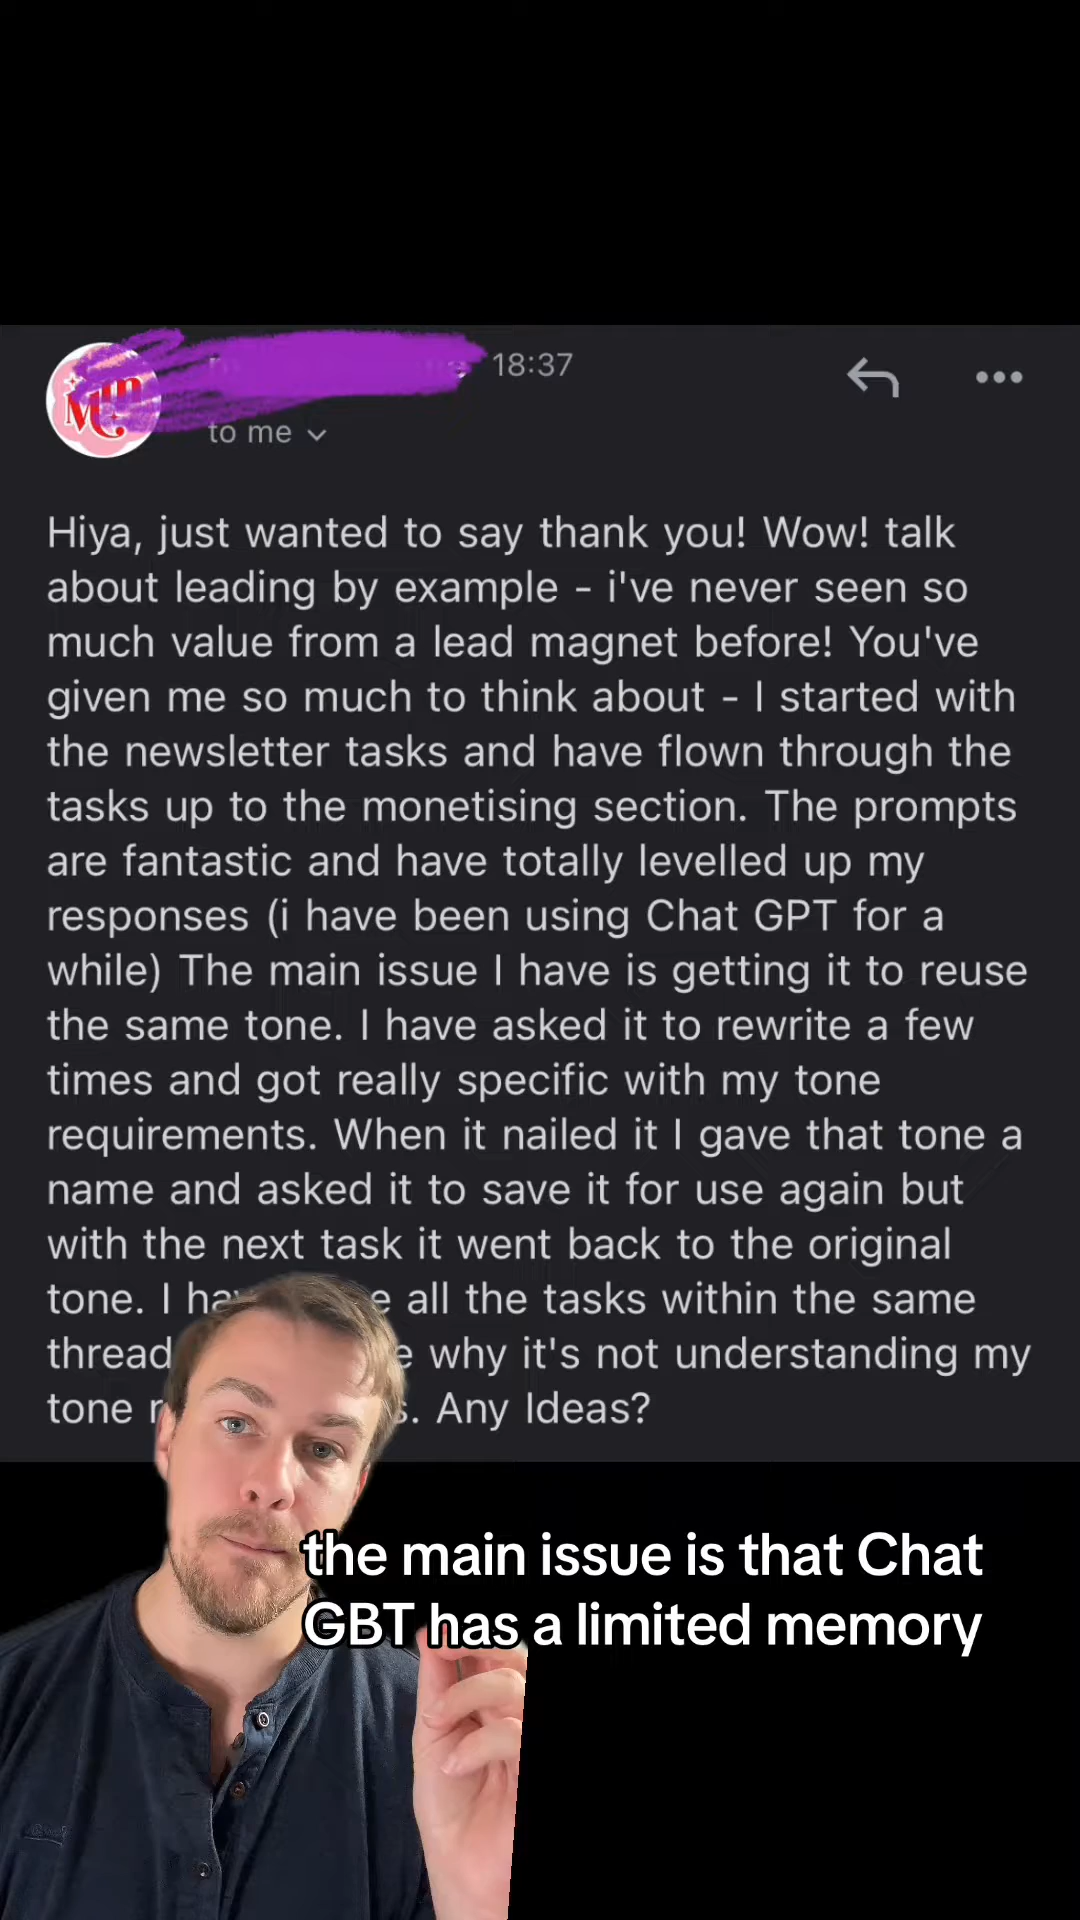 18:37
to me
Hiya, just wanted to say thank you! Wow! talk
about leading by example - i've never seen so
much value from a lead magnet before! You've
given me so much to think about - I started with
the newsletter tasks and have flown through the
tasks up to the monetising section. The prompts
are fantastic and have totally levelled up my
responses (i have been using Chat GPT for a
while) The main issue I have is getting it to reuse
the same tone. I have asked it to rewrite a few
times and got really specific with my tone
requirements. When it nailed it I gave that tone a
name and asked it to save it for use again but
with the next task it went back to the original
tone. I all the tasks within the same
thread why it's not understanding my
tone Any Ideas?
the main issue is that Chat
GBT has a limited memory